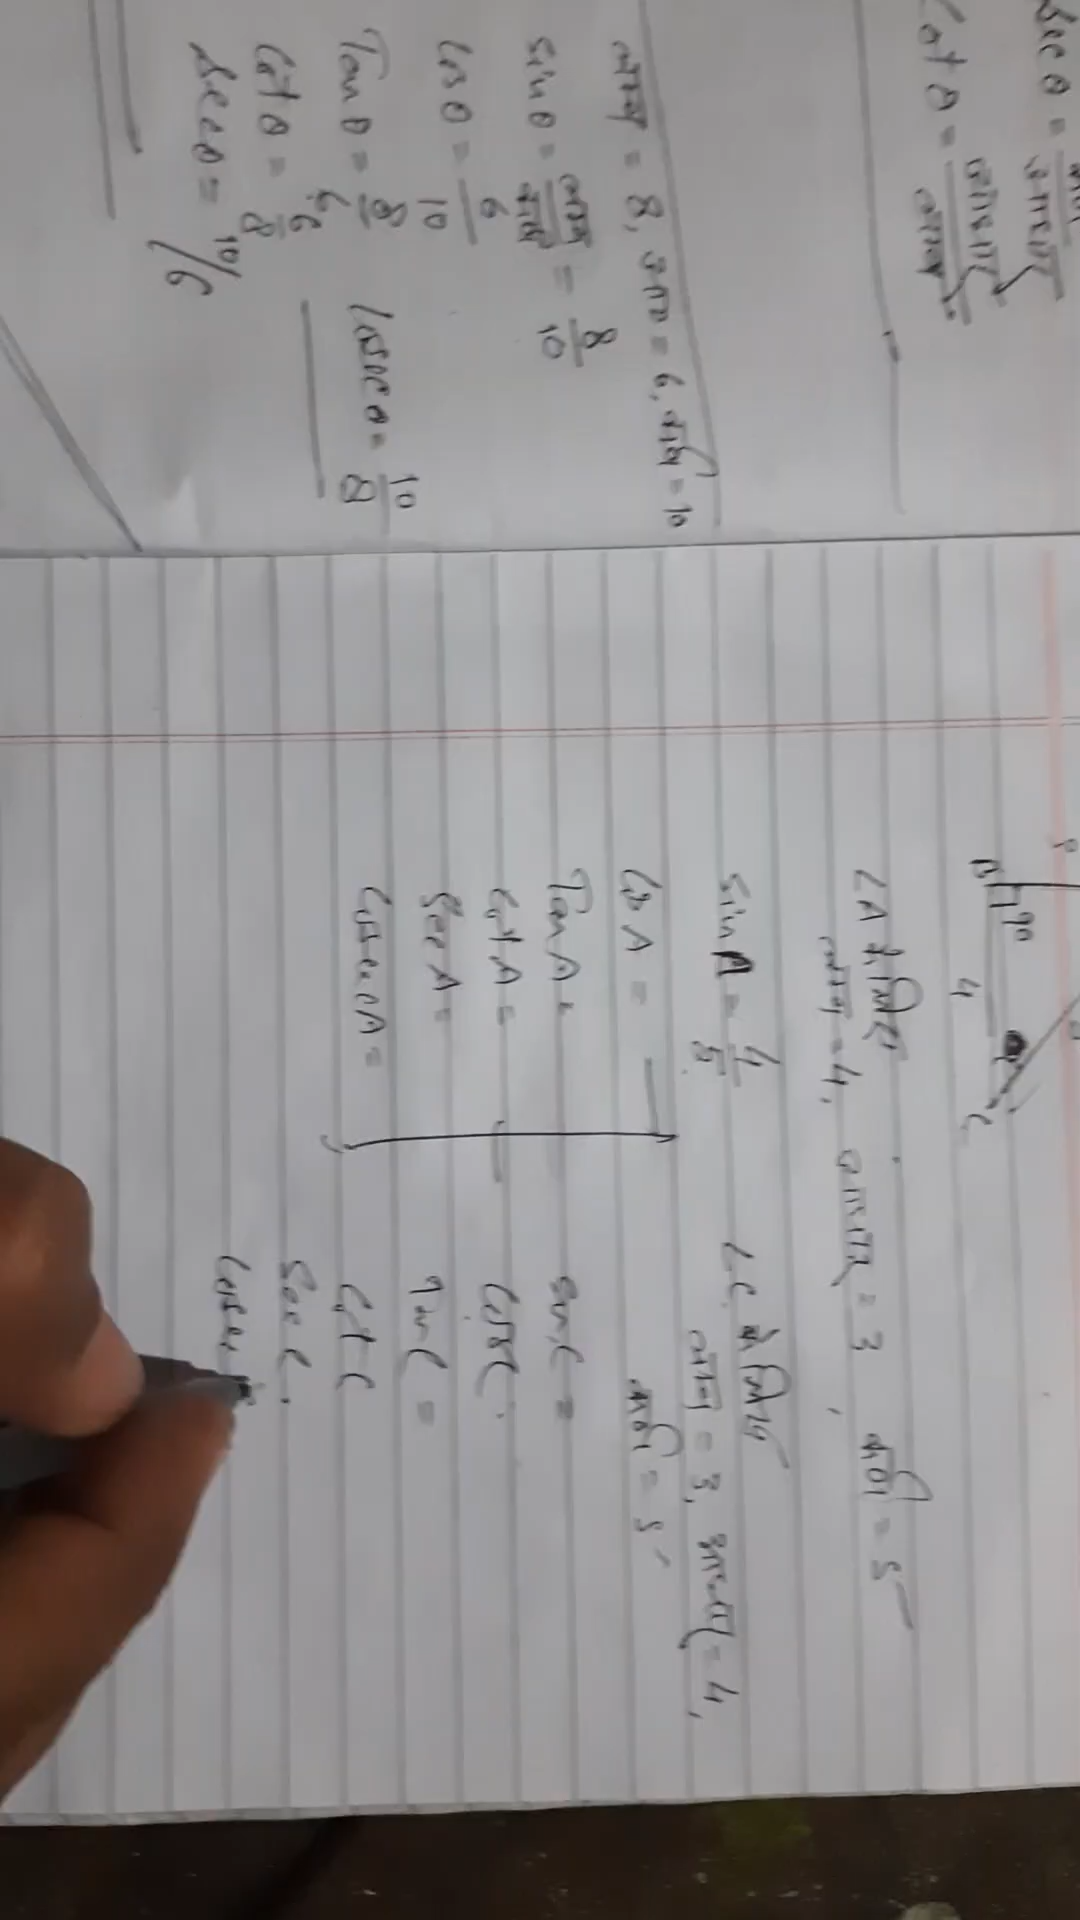 Sec θ =
Cot θ = आधार / लम्ब
लम्ब = 8, आधा = 6, कर्ण = 10
sin θ = लम्ब / कर्ण = 8/10
Cos θ = 6/10
Tan θ = 8/6
Cosec θ = 10/8
Cot θ = 6/8
Sec θ = 10/6
B 90
4
C
∠A के लिए
लम्ब = 4, आधार = 3, कर्ण = 5
sin A = 4/5
Cos A =
Tan A =
Cot A =
Sec A =
Cosec A =
∠C के लिए
लम्ब = 3, आधार = 4,
कर्ण = 5
sin C =
Cos C
Tan C =
Cot C
Sec C
Cosec